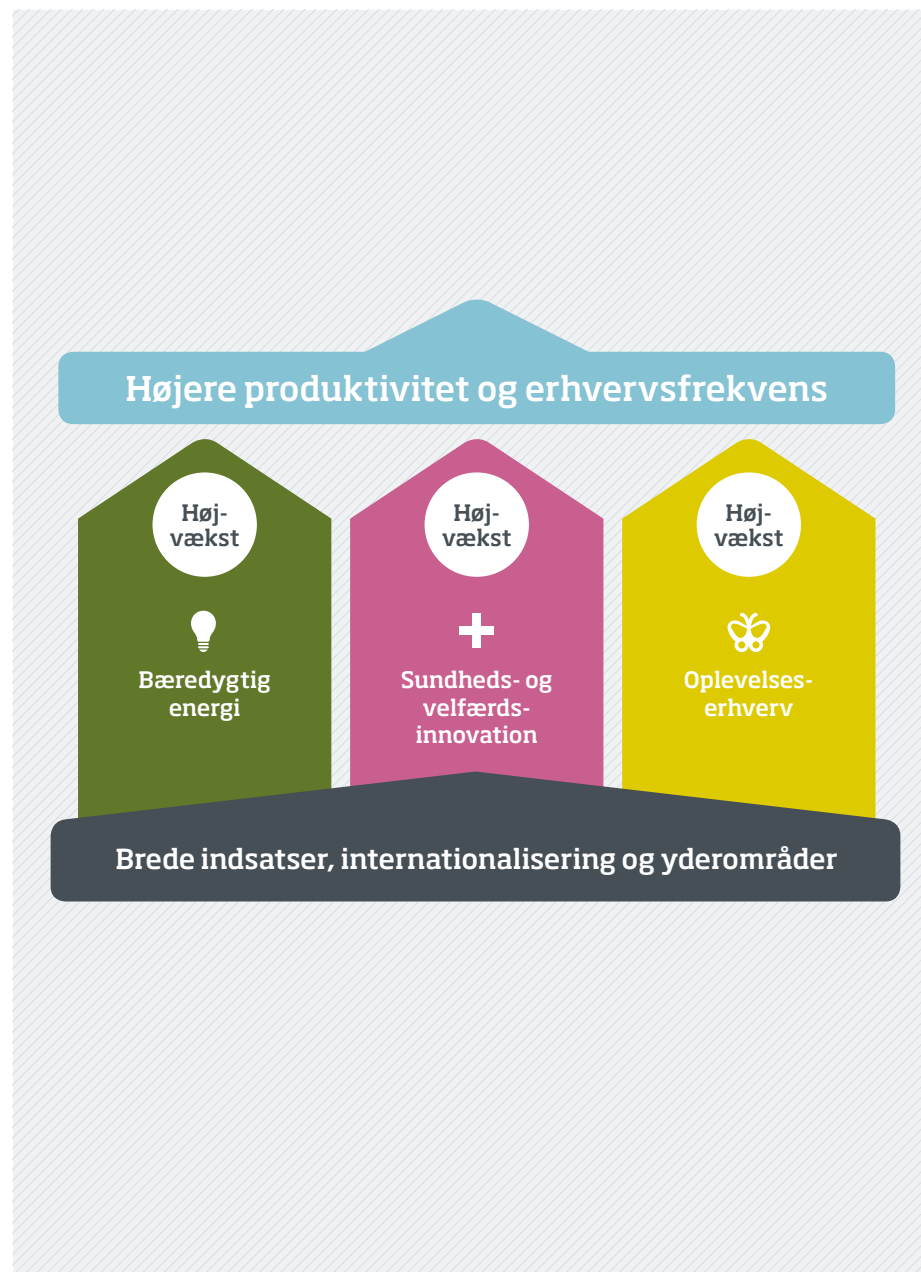 Højere produktivitet og erhvervsfrekvens
Høj-
vækst
Bæredygtig
energi
Høj-
vækst
Sundheds- og
velfærds-
innovation
Høj-
vækst
Oplevelses-
erhverv
Brede indsatser, internationalisering og yderområder